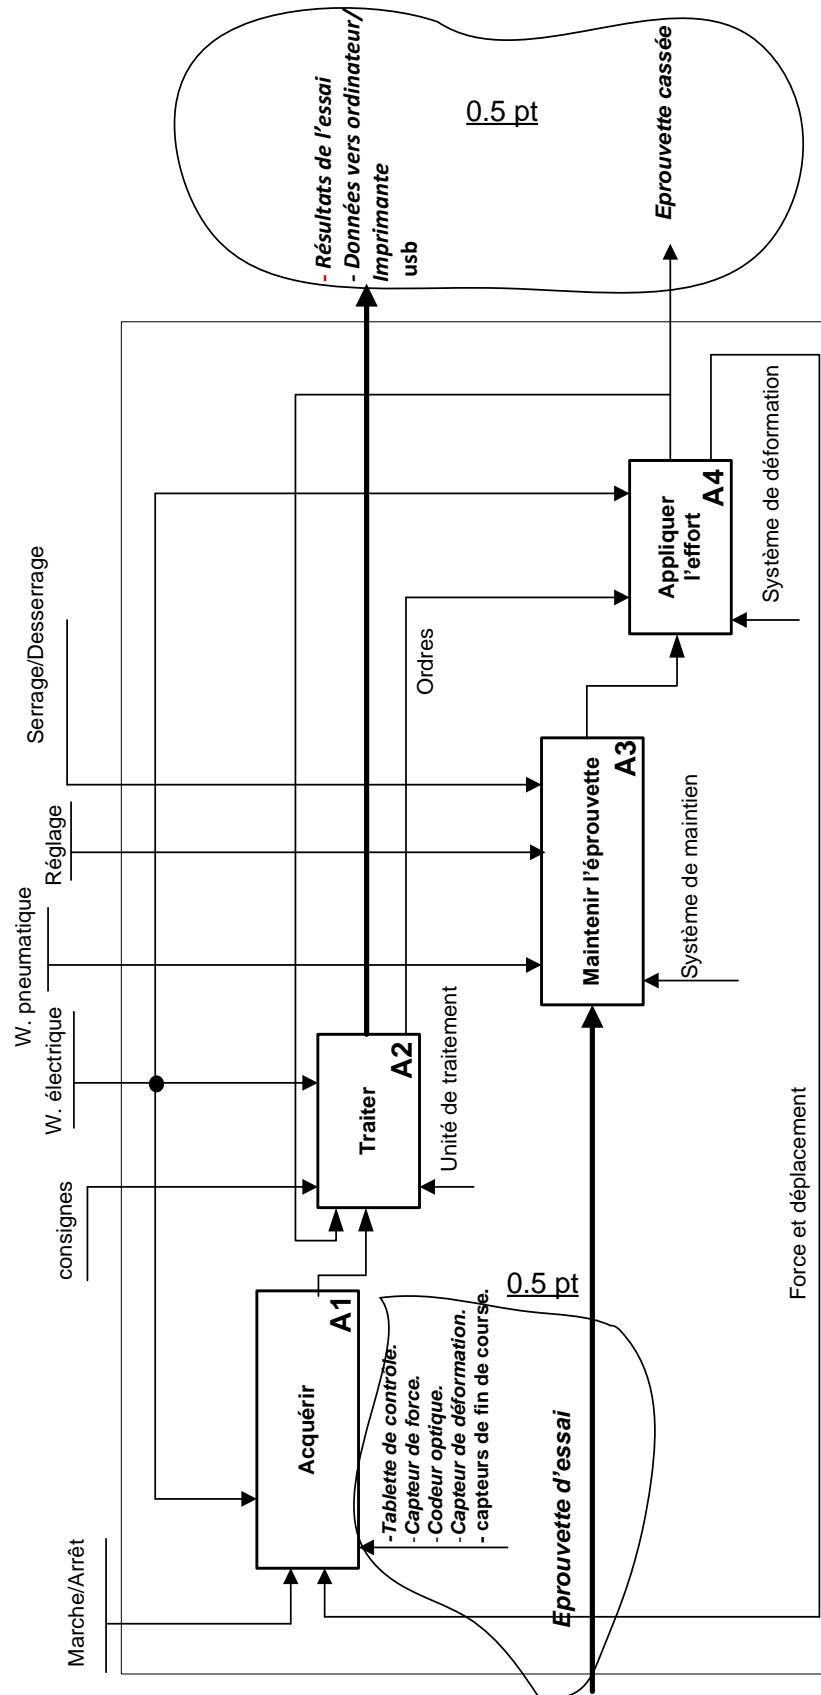 Marche/Arrêt
consignes
W. électrique
W. pneumatique
Réglage
Serrage/Desserrage
Acquérir
A1
-Tablette de contrôle.
-Capteur de force.
-Codeur optique.
-Capteur de déformation.
- capteurs de fin de course.
0.5 pt
Traiter
A2
Unité de traitement
Ordres
- Résultats de l'essai
- Données vers ordinateur/
Imprimante
usb
0.5 pt
Eprouvette d'essai
Maintenir l'éprouvette
A3
Système de maintien
Appliquer
l'effort
A4
Système de déformation
Eprouvette cassée
Force et déplacement